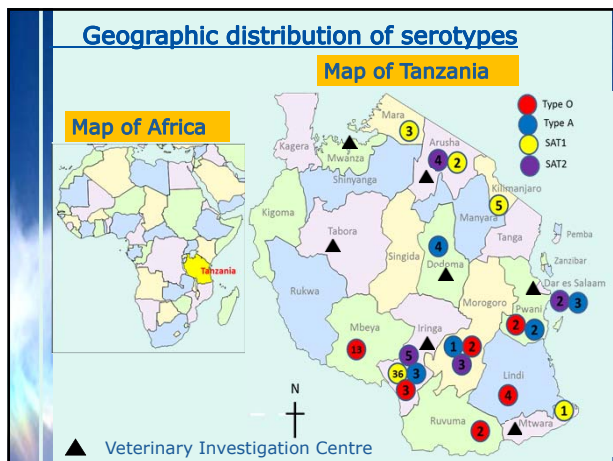 Geographic distribution of serotypes
Map of Tanzania
Map of Africa
Tanzania
Type O
Type A
SAT1
SAT2
Mara
3
Kagera
Mwanza
Arusha
4
2
Shinyanga
Kilimanjaro
5
Kigoma
Manyara
Tabora
Tanga
Pemba
Singida
4
Dodoma
Zanzibar
Rukwa
Dar es Salaam
2
3
Morogoro
Pwani
2
2
Mbeya
Iringa
13
1
2
5
3
36
3
3
Lindi
4
1
Ruvuma
2
Mtwara
N
Veterinary Investigation Centre